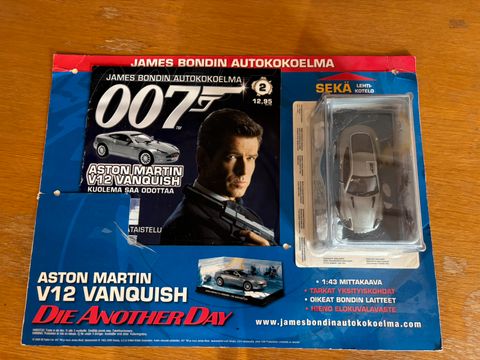 JAMES BONDIN AUTOKOKOELMA
JAMES BONDIN AUTOKOKOELMA
2
12,95
007
TM
ASTON MARTIN
V12 VANQUISH
KUOLEMA SAA ODOTTAA
SEKÄ LEHTI-
KOTELO
ASTON MARTIN
V12 VANQUISH
DIE ANOTHER DAY
• 1:43 MITTAKAAVA
• TARKAT YKSITYISKOHDAT
• OIKEAT BONDIN LAITTEET
• HIENO ELOKUVALAVASTE
www.jamesbondinautokokoelma.com